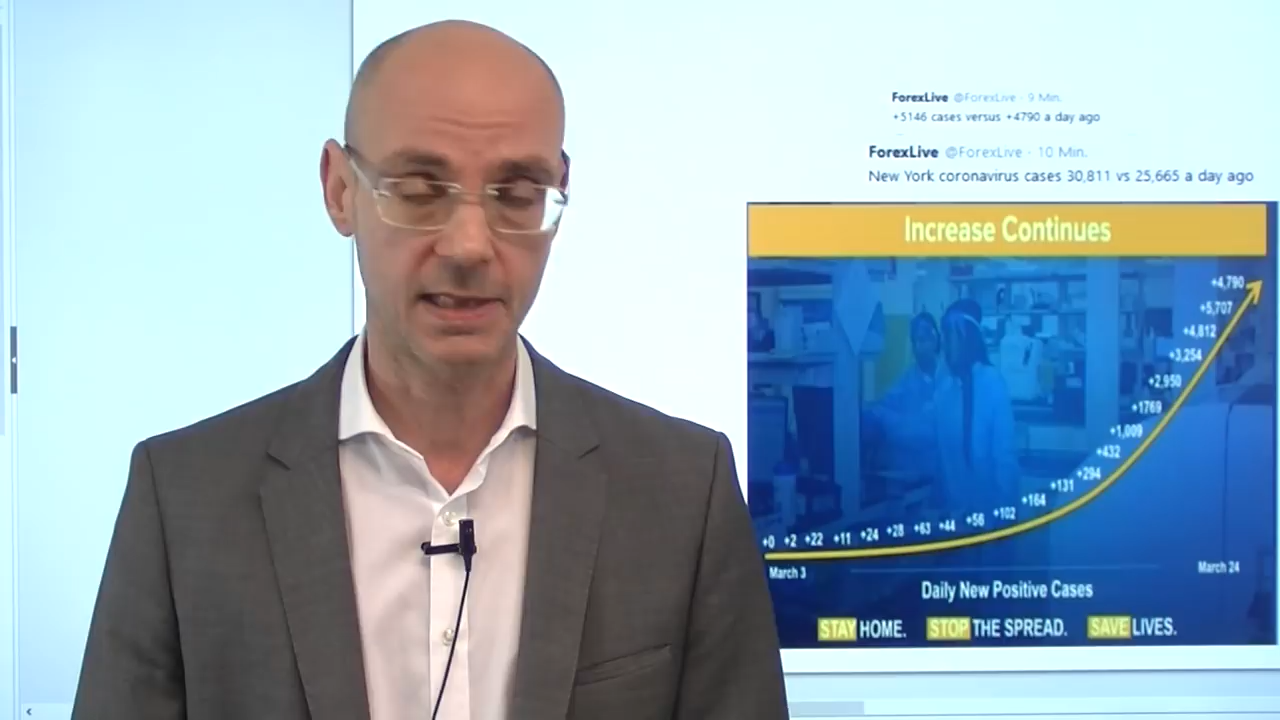 ForexLive @ForexLive · 9 Min.
+5146 cases versus +4790 a day ago
ForexLive @ForexLive · 10 Min.
New York coronavirus cases 30,811 vs 25,665 a day ago
Increase Continues
+4,790
+5,707
+4,812
+3,254
+2,950
+1769
+1,009
+432
+294
+131
+164
+102
+0 +2 +22 +11 +24 +28 +63 +44 +56
March 3
March 24
Daily New Positive Cases
STAY HOME. STOP THE SPREAD. SAVE LIVES.